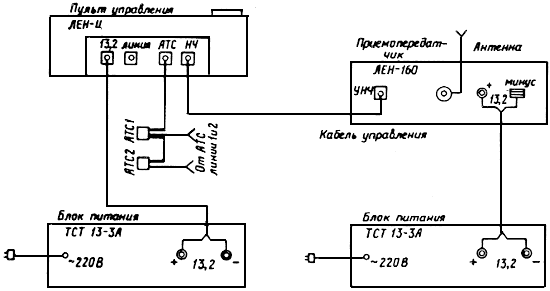 Пульт управления
ЛЕН-Ц
13,2 линия АТС НЧ
Приемопередат-
чик
Антенна
ЛЕН-160
УНЧ
+
минус
13,2
Кабель управления
АТС1
АТС2
От АТС
линии 1и2
Блок питания
ТСТ 13-3А
~220В
+ 13,2 −
Блок питания
ТСТ 13-3А
~220В
+ 13,2 −